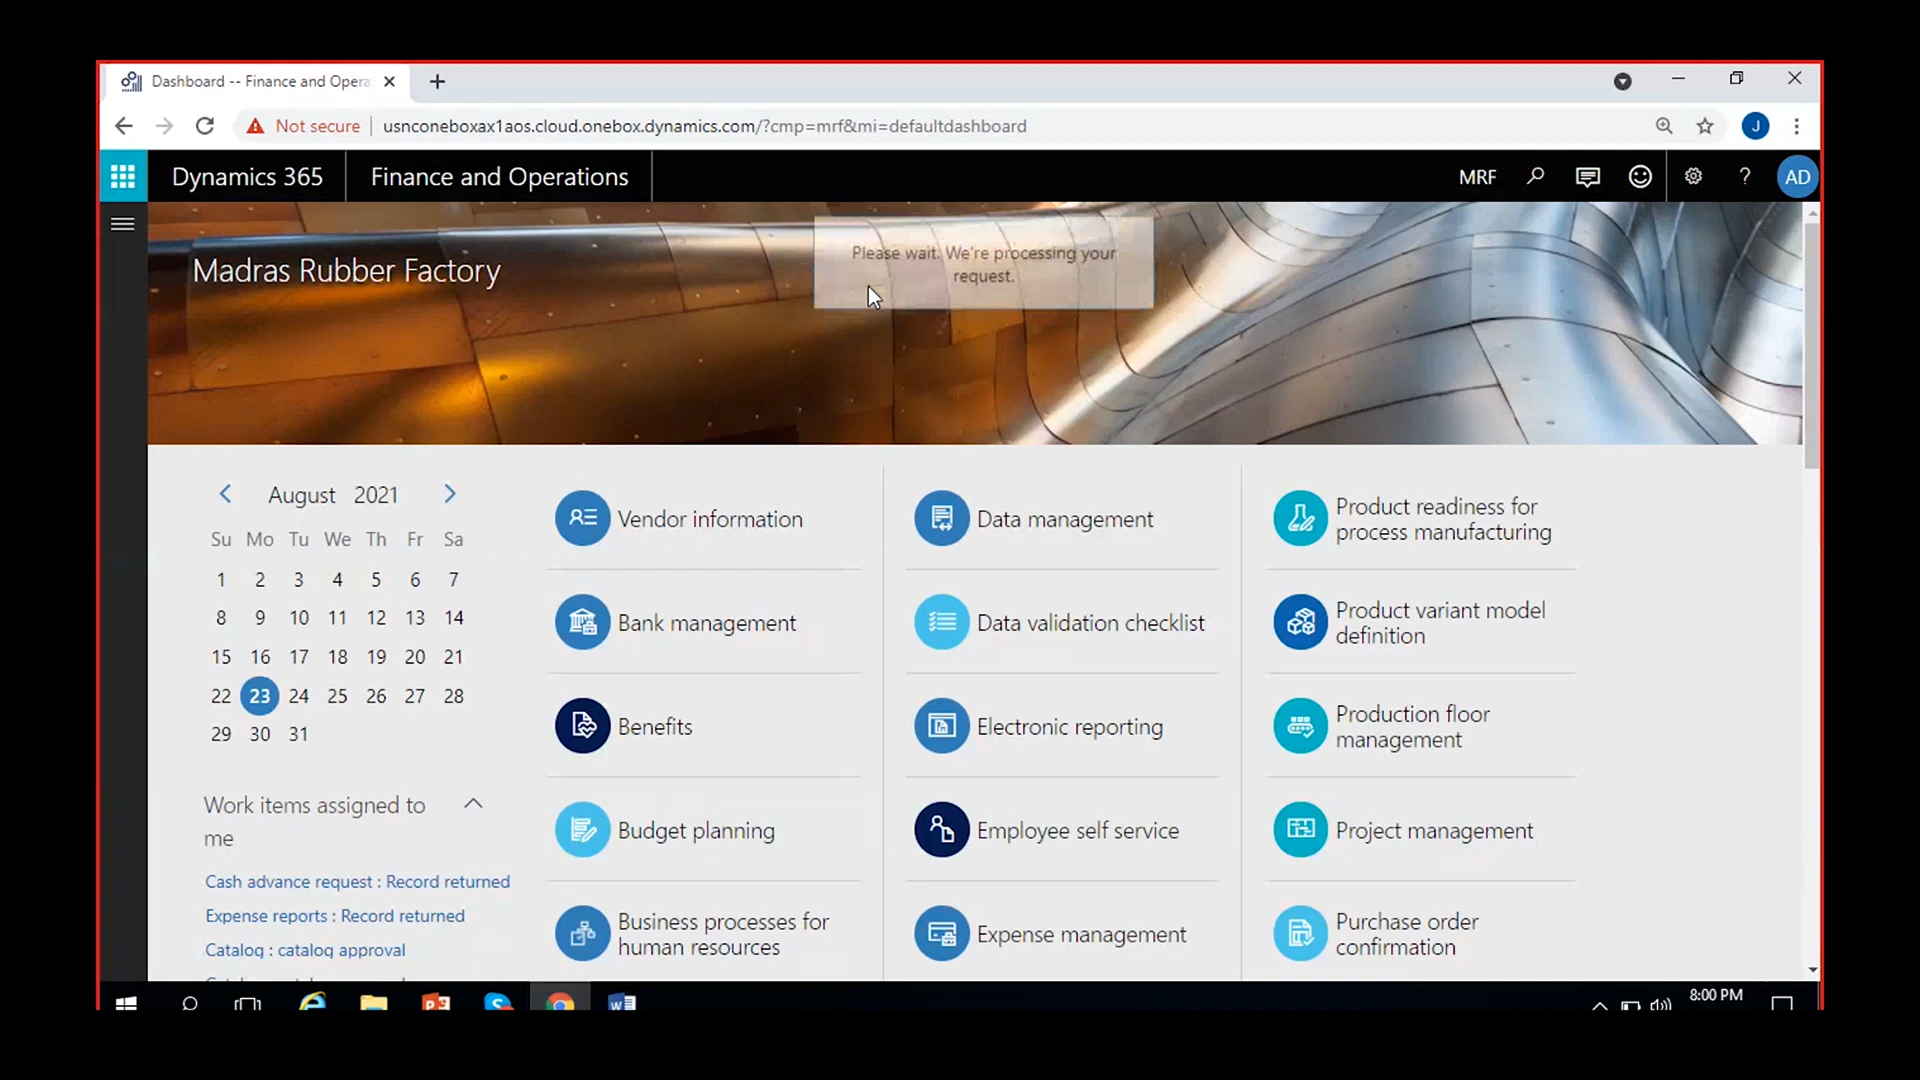 Dashboard -- Finance and Opera
Not secure
usnconeboxax1aos.cloud.onebox.dynamics.com/?cmp=mrf&mi=defaultdashboard
J
Dynamics 365
Finance and Operations
MRF
?
AD
Madras Rubber Factory
Please wait. We're processing your
request.
August 2021
Su Mo Tu We Th Fr Sa
1 2 3 4 5 6 7
8 9 10 11 12 13 14
15 16 17 18 19 20 21
22 23 24 25 26 27 28
29 30 31
Work items assigned to
me
Cash advance request : Record returned
Expense reports : Record returned
Catalog : catalog approval
Vendor information
Bank management
Benefits
Budget planning
Business processes for
human resources
Data management
Data validation checklist
Electronic reporting
Employee self service
Expense management
Product readiness for
process manufacturing
Product variant model
definition
Production floor
management
Project management
Purchase order
confirmation
8:00 PM